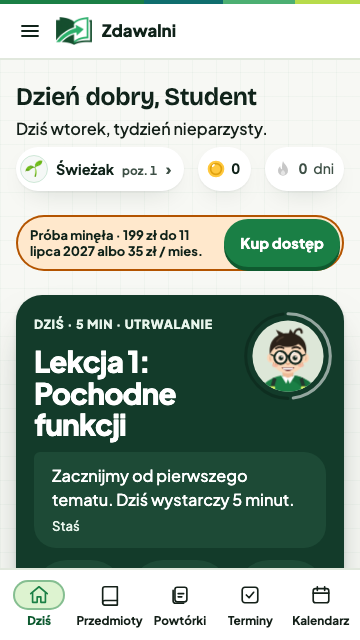 Zdawalni
Dzień dobry, Student
Dziś wtorek, tydzień nieparzysty.
Świeżak poz. 1 ›
0
0 dni
Próba minęła · 199 zł do 11
lipca 2027 albo 35 zł / mies.
Kup dostęp
DZIŚ · 5 MIN · UTRWALANIE
Lekcja 1:
Pochodne
funkcji
Zacznijmy od pierwszego
tematu. Dziś wystarczy 5 minut.
Staś
Dziś
Przedmioty
Powtórki
Terminy
Kalendarz